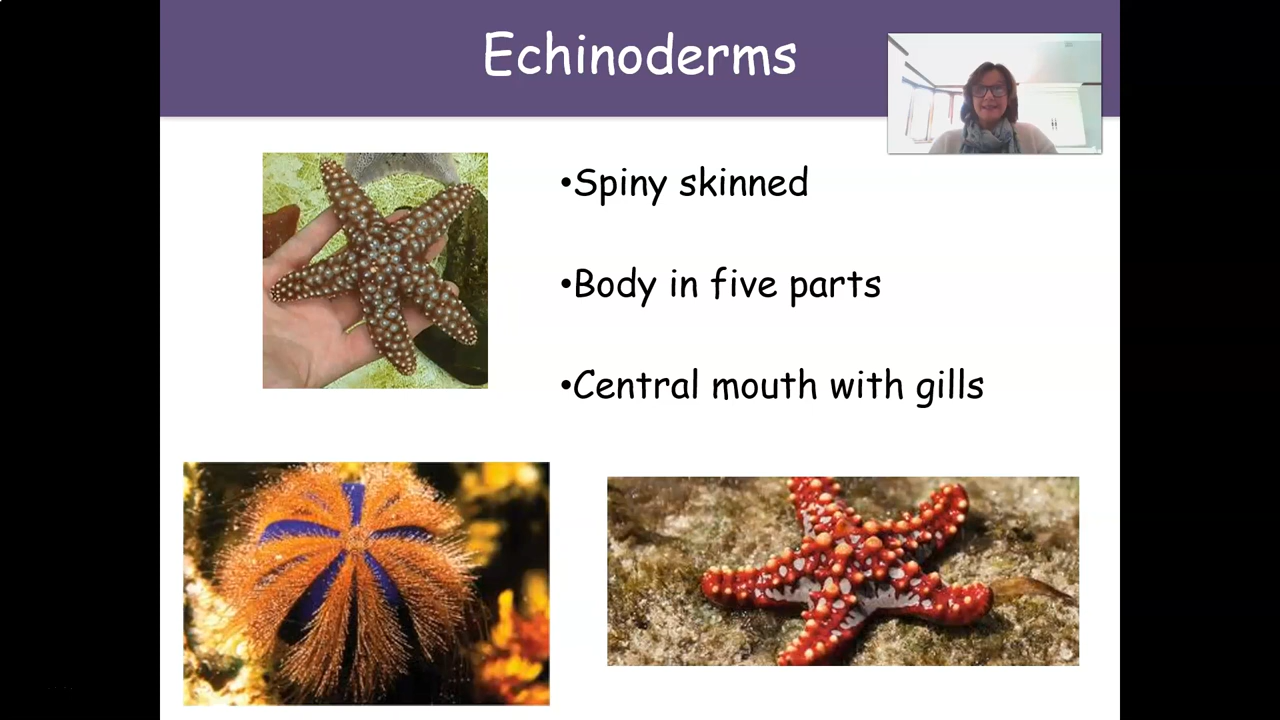 Echinoderms
•Spiny skinned
•Body in five parts
•Central mouth with gills